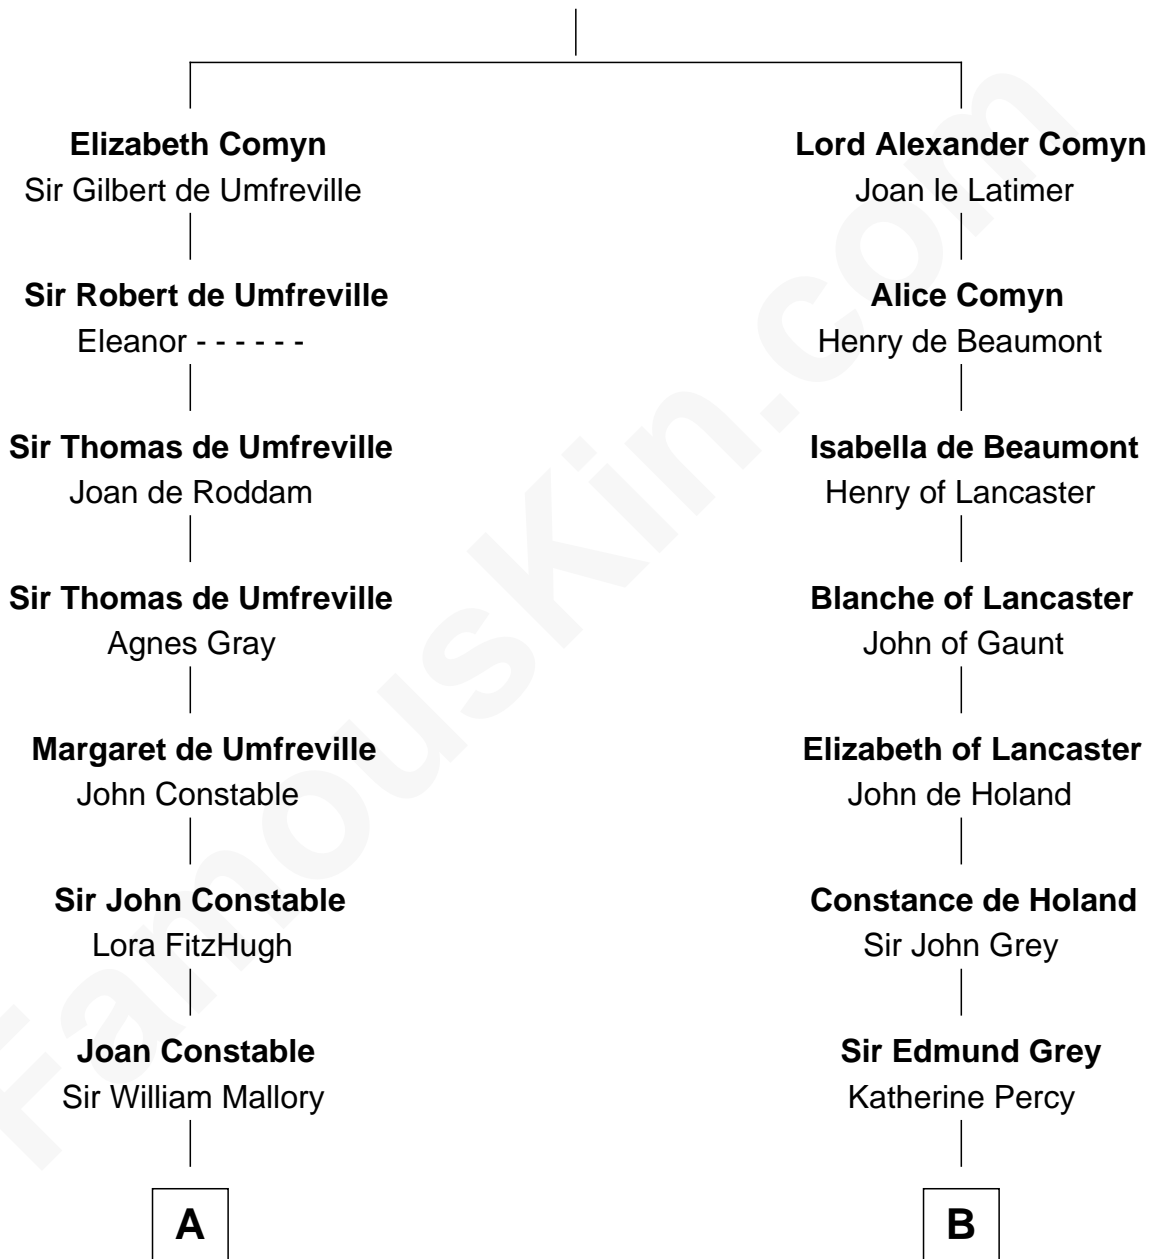 Elizabeth Comyn
Sir Gilbert de Umfreville
Lord Alexander Comyn
Joan le Latimer
Sir Robert de Umfreville
Eleanor - - - - - -
Alice Comyn
Henry de Beaumont
Sir Thomas de Umfreville
Joan de Roddam
Isabella de Beaumont
Henry of Lancaster
Sir Thomas de Umfreville
Agnes Gray
Blanche of Lancaster
John of Gaunt
Margaret de Umfreville
John Constable
Elizabeth of Lancaster
John de Holand
Sir John Constable
Lora FitzHugh
Constance de Holand
Sir John Grey
Joan Constable
Sir William Mallory
Sir Edmund Grey
Katherine Percy
A
B
FamousKin.com